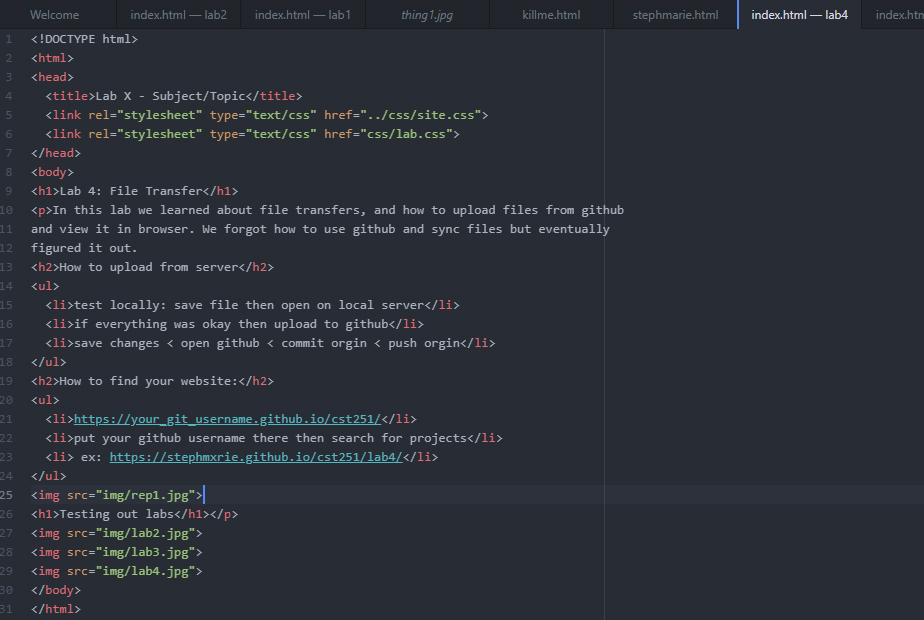 Welcome index.html — lab2 index.html — lab1 thing1.jpg killme.html stephmarie.html index.html — lab4 index.htm
1 <!DOCTYPE html>
2 <html>
3 <head>
4   <title>Lab X - Subject/Topic</title>
5   <link rel="stylesheet" type="text/css" href="../css/site.css">
6   <link rel="stylesheet" type="text/css" href="css/lab.css">
7 </head>
8 <body>
9 <h1>Lab 4: File Transfer</h1>
10 <p>In this lab we learned about file transfers, and how to upload files from github
11 and view it in browser. We forgot how to use github and sync files but eventually
12 figured it out.
13 <h2>How to upload from server</h2>
14 <ul>
15   <li>test locally: save file then open on local server</li>
16   <li>if everything was okay then upload to github</li>
17   <li>save changes < open github < commit orgin < push orgin</li>
18 </ul>
19 <h2>How to find your website:</h2>
20 <ul>
21   <li>https://your_git_username.github.io/cst251/</li>
22   <li>put your github username there then search for projects</li>
23   <li> ex: https://stephmxrie.github.io/cst251/lab4/</li>
24 </ul>
25 <img src="img/rep1.jpg">
26 <h1>Testing out labs</h1></p>
27 <img src="img/lab2.jpg">
28 <img src="img/lab3.jpg">
29 <img src="img/lab4.jpg">
30 </body>
31 </html>